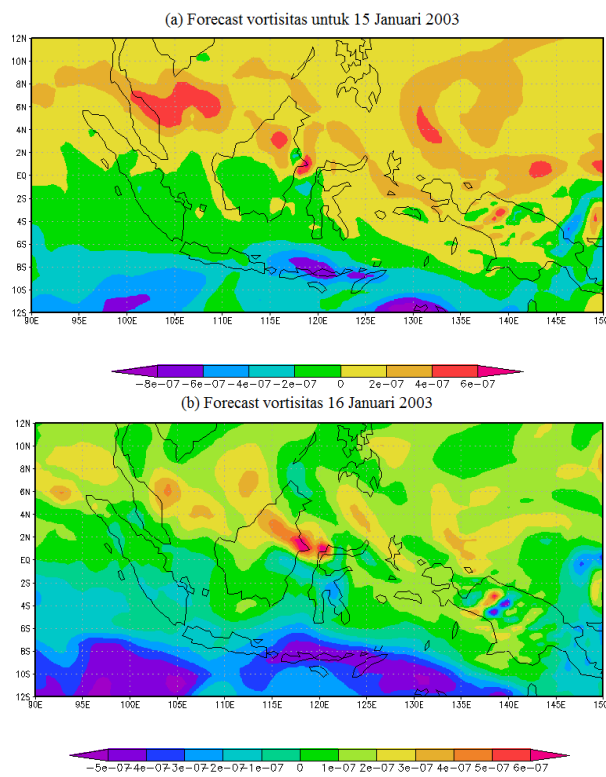 (a) Forecast vortisitas untuk 15 Januari 2003
12N
10N
8N
6N
4N
2N
EQ
2S
4S
6S
8S
10S
12S
90E 95E 100E 105E 110E 115E 120E 125E 130E 135E 140E 145E 150
-8e-07 -6e-07 -4e-07 -2e-07 0 2e-07 4e-07 6e-07
(b) Forecast vortisitas 16 Januari 2003
12N
10N
8N
6N
4N
2N
EQ
2S
4S
6S
8S
10S
12S
90E 95E 100E 105E 110E 115E 120E 125E 130E 135E 140E 145E 150
-5e-07 -4e-07 -3e-07 -2e-07 -1e-07 0 1e-07 2e-07 3e-07 4e-07 5e-07 6e-07